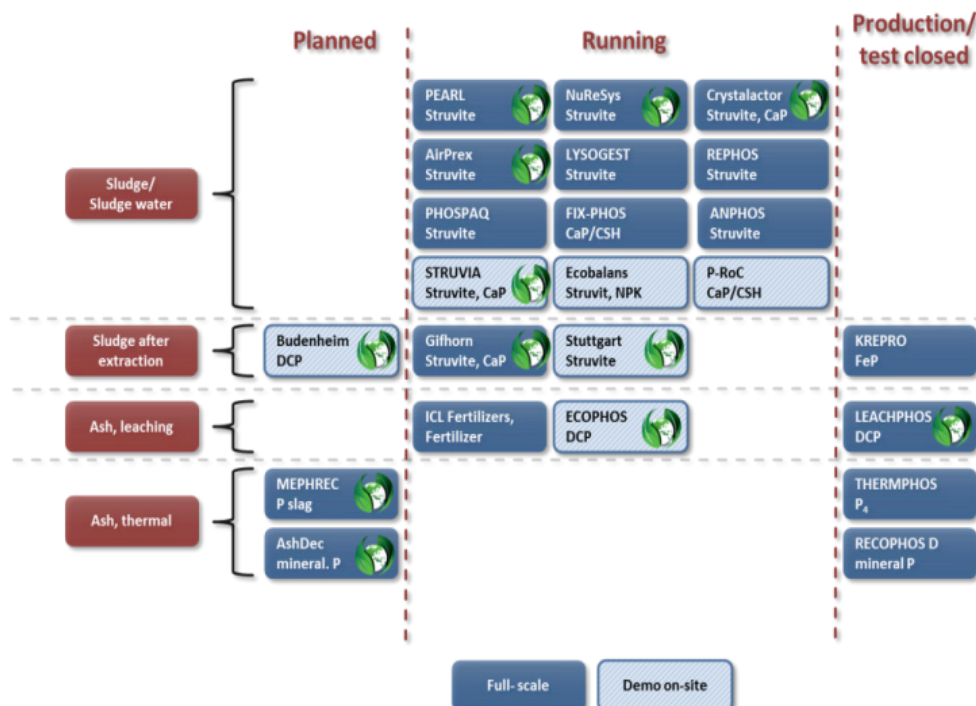 Planned
Running
Production/
test closed
Sludge/
Sludge water
PEARL
Struvite
NuReSys
Struvite
Crystalactor
Struvite, CaP
AirPrex
Struvite
LYSOGEST
Struvite
REPHOS
Struvite
PHOSPAQ
Struvite
FIX-PHOS
CaP/CSH
ANPHOS
Struvite
STRUVIA
Struvite, CaP
Ecobalans
Struvit, NPK
P-RoC
CaP/CSH
Sludge after
extraction
Budenheim
DCP
Gifhorn
Struvite, CaP
Stuttgart
Struvite
KREPRO
FeP
Ash, leaching
ICL Fertilizers,
Fertilizer
ECOPHOS
DCP
LEACHPHOS
DCP
Ash, thermal
MEPHREC
P slag
THERMPHOS
P₄
AshDec
mineral. P
RECOPHOS D
mineral P
Full- scale
Demo on-site